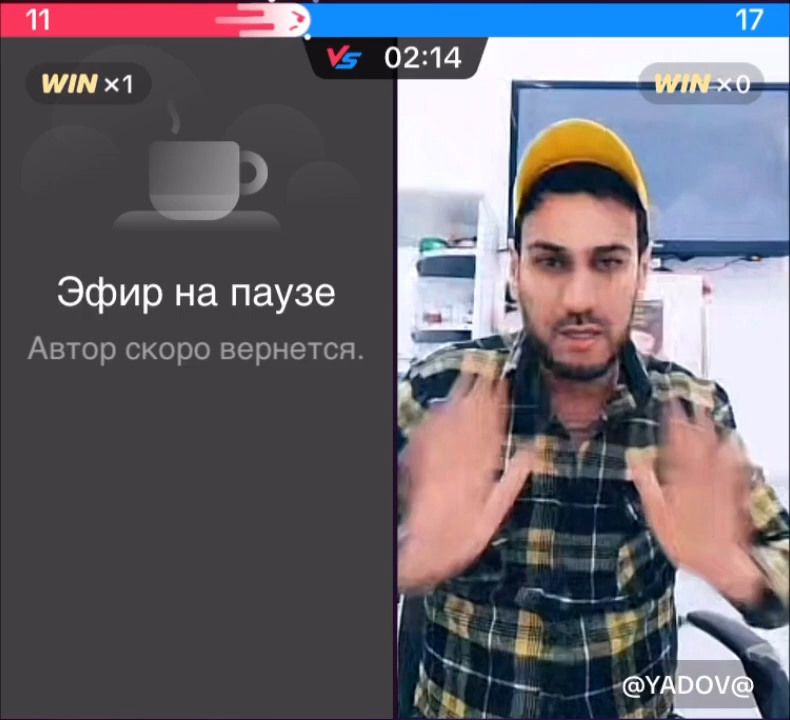 11
17
VS 02:14
WIN ×1
WIN ×0
Эфир на паузе
Автор скоро вернется.
@YADOV@